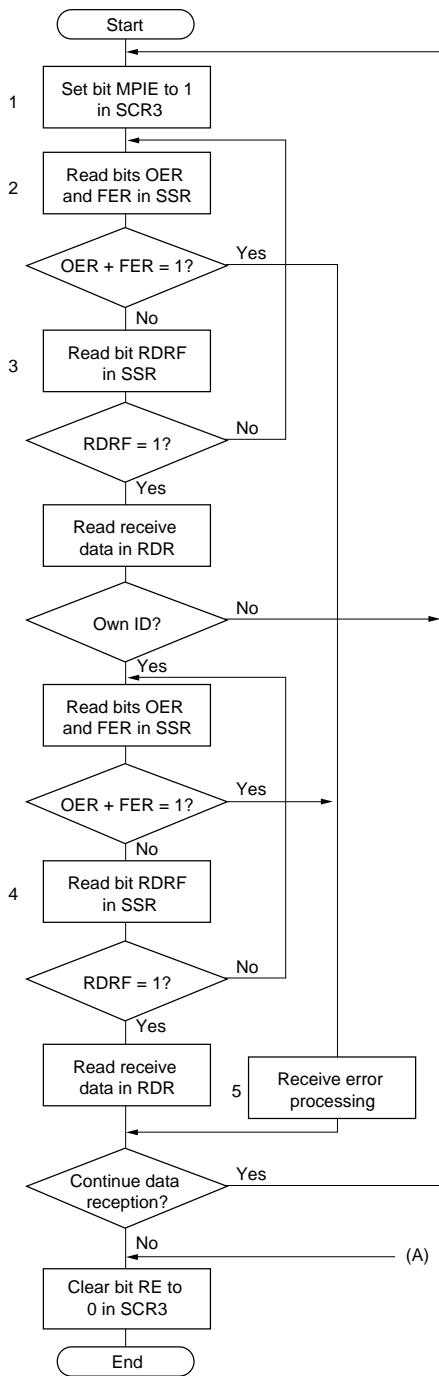 Start
1
Set bit MPIE to 1
in SCR3
2
Read bits OER
and FER in SSR
OER + FER = 1?
Yes
No
3
Read bit RDRF
in SSR
RDRF = 1?
No
Yes
Read receive
data in RDR
Own ID?
No
Yes
Read bits OER
and FER in SSR
OER + FER = 1?
Yes
No
4
Read bit RDRF
in SSR
RDRF = 1?
No
Yes
Read receive
data in RDR
5
Receive error
processing
Continue data
reception?
Yes
No
(A)
Clear bit RE to
0 in SCR3
End